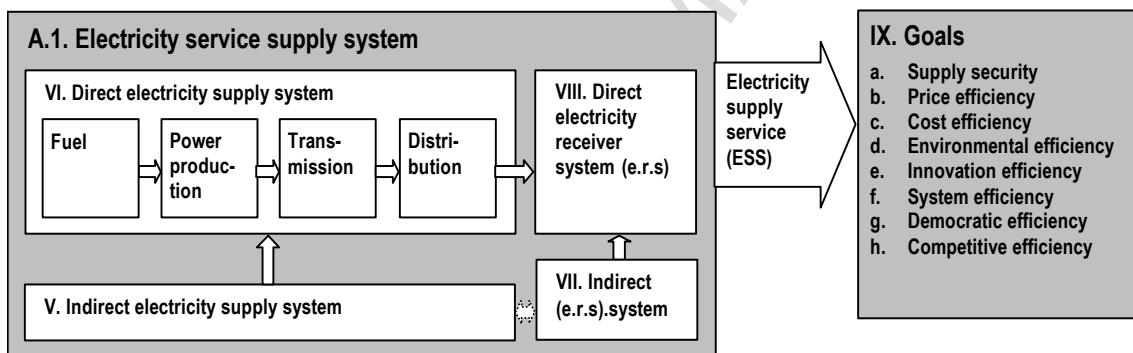 A.1. Electricity service supply system
VI. Direct electricity supply system
Fuel
Power
produc-
tion
Trans-
mission
Distri-
bution
VIII. Direct
electricity
receiver
system (e.r.s)
V. Indirect electricity supply system
VII. Indirect
(e.r.s).system
Electricity
supply
service
(ESS)
IX. Goals
a. Supply security
b. Price efficiency
c. Cost efficiency
d. Environmental efficiency
e. Innovation efficiency
f. System efficiency
g. Democratic efficiency
h. Competitive efficiency